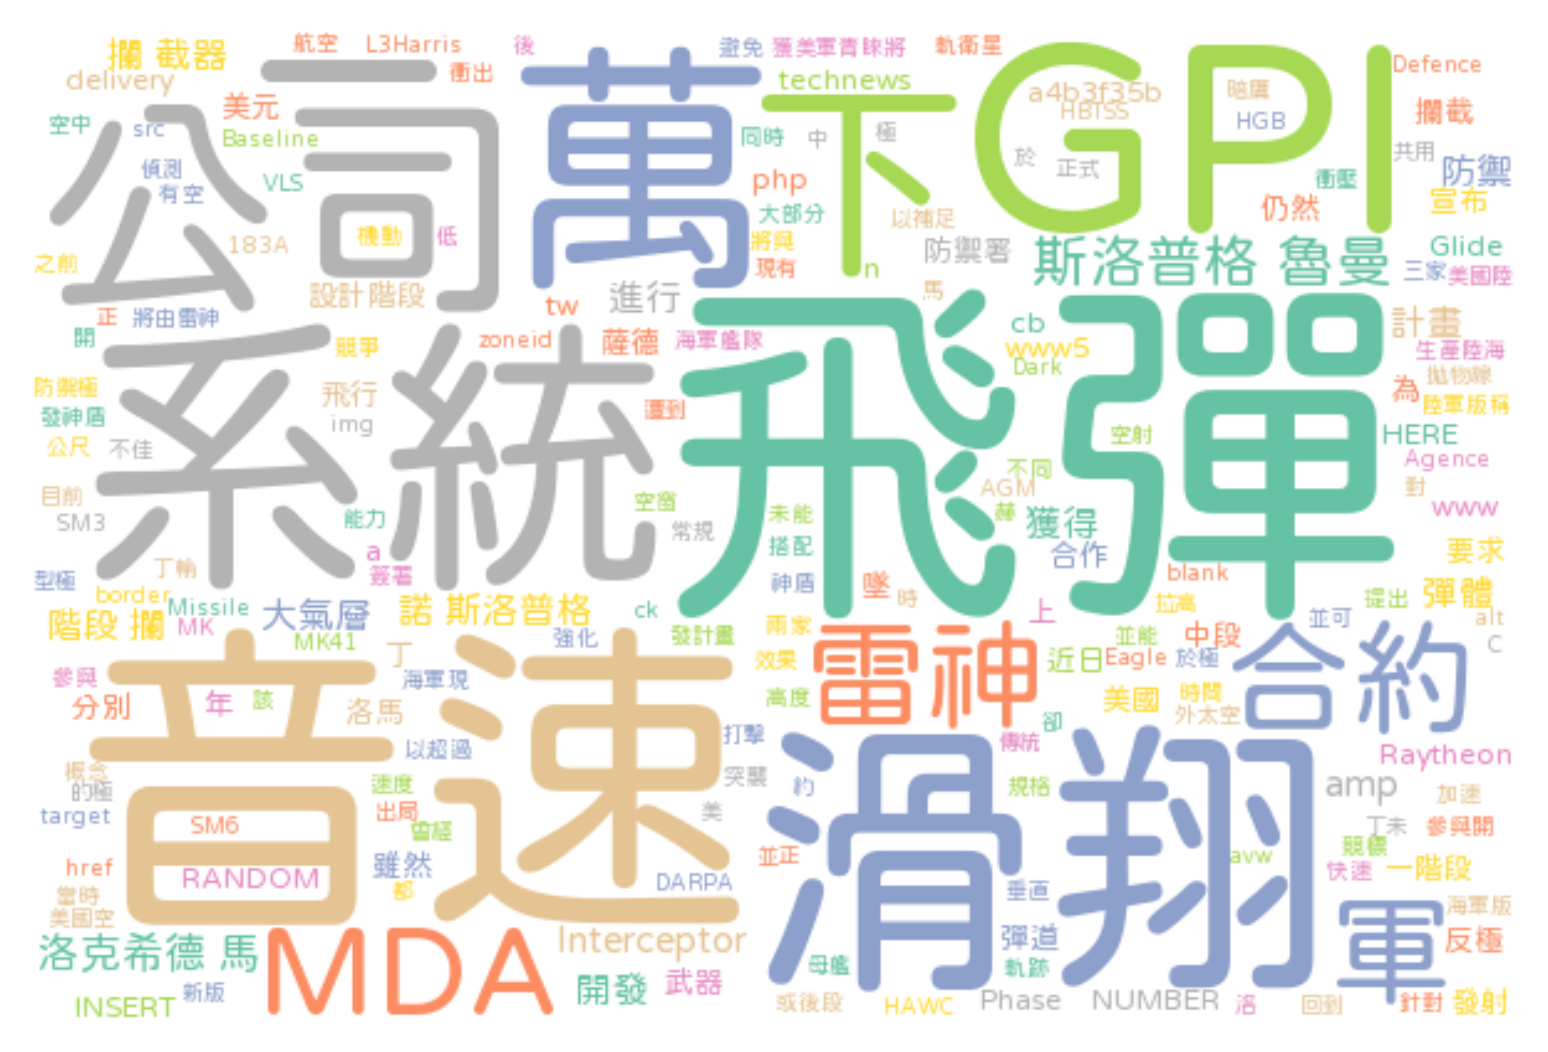 攔 截器
航空
L3Harris
後
避免
獲美軍青睞將
軌衛星
delivery
美元
衝出
萬
technews
下
GPI
Defence
a4b3f35b
HBTSS
HGB
攔截
空中
src
Baseline
公司
同時
中
極
於
正式
共用
防禦
偵測
有空
VLS
php
大部分
以補足
衝壓
仍然
宣布
183A
機動
低
將與
現有
防禦署
斯洛普格 魯曼
Glide
三家
美國陸
之前
設計階段
n
正
將由雷神
tw
進行
馬
開
競爭
zoneid
薩德
海軍艦隊
cb
www5
Dark
計畫
生產陸海
拋物線
系統
飛彈
防禦極
發神盾
公尺
不佳
飛行
img
遭到
為
陸軍版稱
空射
HERE
Agence
目前
SM3
能力
空窗
常規
未能
搭配
不同
AGM
赫
獲得
對
www
a
簽署
合作
要求
型極
丁輸
border
Missile
神盾
墜
時
blank
拉高
提出
彈體
階段 攔
MK
大氣層
諾 斯洛普格
ck
發計畫
兩家
上
並能
中段
並可
alt
C
MK41
丁
強化
雷神
近日
Eagle
於極
合約
參與
分別
年
該
洛馬
海軍現
效果
高度
卻
美國
時間
外太空
音速
以超過
打擊
傳統
Raytheon
概念
的極
target
速度
出局
曾經
突襲
美
約
規格
滑翔
amp
加速
SM6
丁未
參與開
競標
href
RANDOM
雖然
都
DARPA
並正
avw
快速
一階段
當時
美國空
垂直
海軍版
洛克希德 馬
MDA
Interceptor
彈道
軍
反極
母艦
軌跡
INSERT
新版
開發
武器
或後段
HAWC
Phase
NUMBER
洛
回到
針對
發射